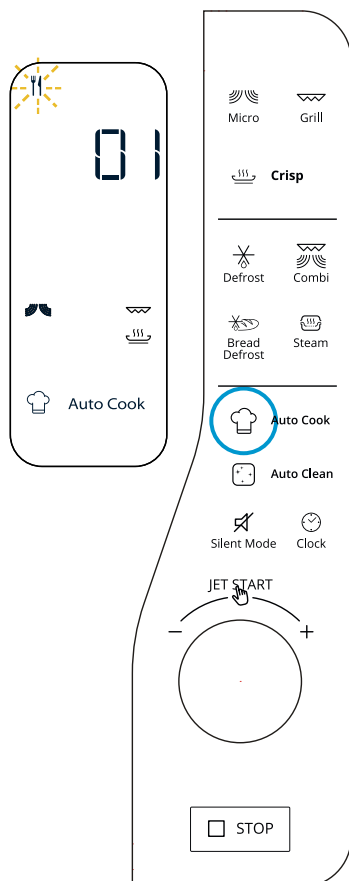 01
Auto Cook
Micro Grill
Crisp
Defrost Combi
Bread Steam
Defrost
Auto Cook
Auto Clean
Silent Mode Clock
JET START
− +
STOP